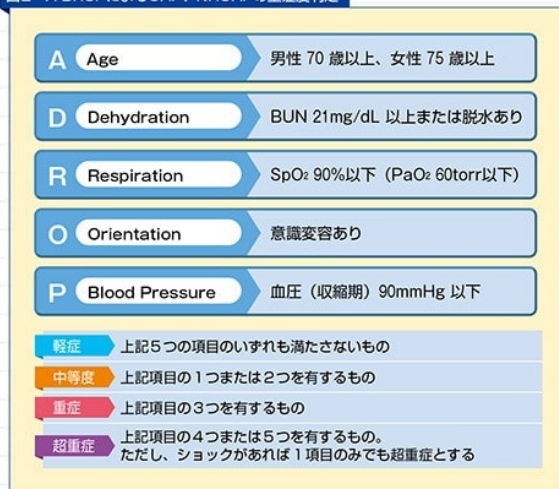 A Age 男性 70 歳以上、女性 75 歳以上
D Dehydration BUN 21mg/dL 以上または脱水あり
R Respiration SpO₂ 90%以下（PaO₂ 60torr以下）
O Orientation 意識変容あり
P Blood Pressure 血圧（収縮期）90mmHg 以下
軽症 上記５つの項目のいずれも満たさないもの
中等度 上記項目の１つまたは２つを有するもの
重症 上記項目の３つを有するもの
超重症 上記項目の４つまたは５つを有するもの。
ただし、ショックがあれば１項目のみでも超重症とする